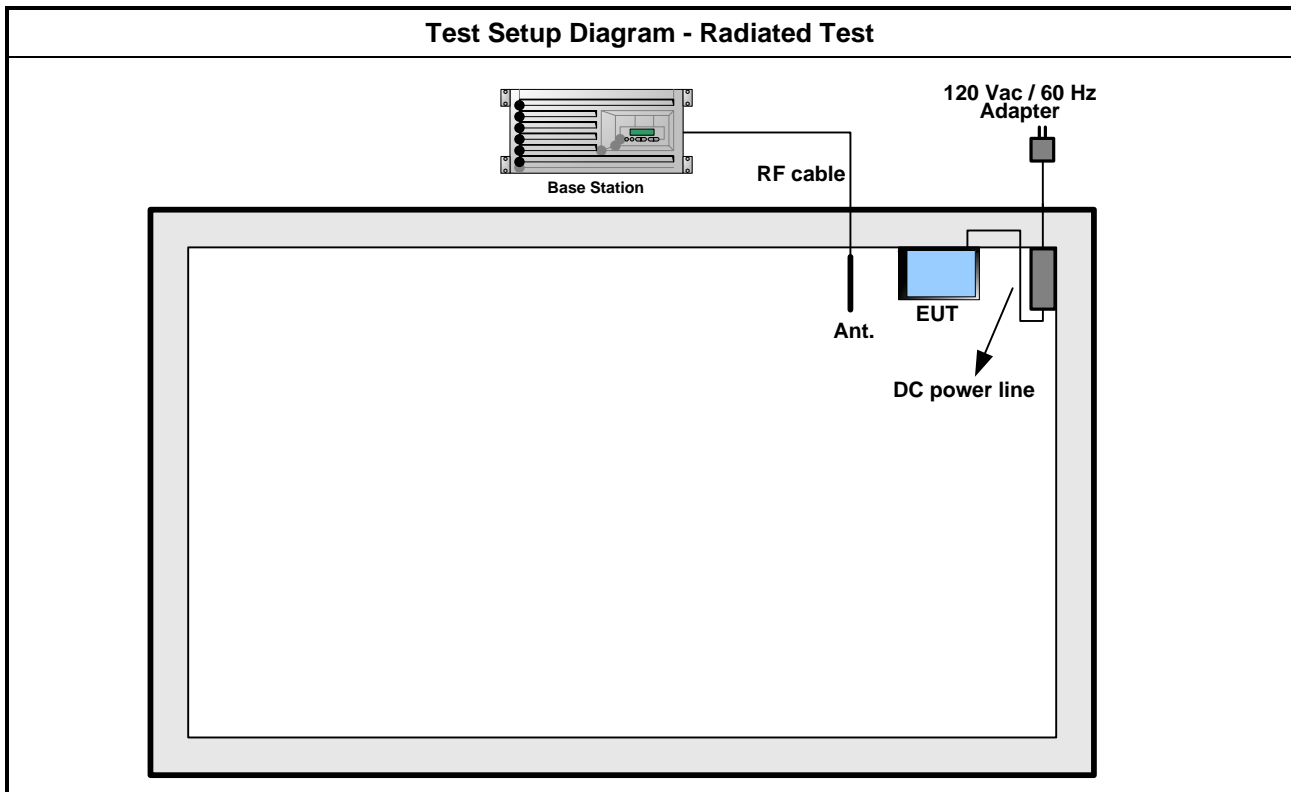 Test Setup Diagram - Radiated Test
120 Vac / 60 Hz
Adapter
RF cable
Base Station
EUT
Ant.
DC power line